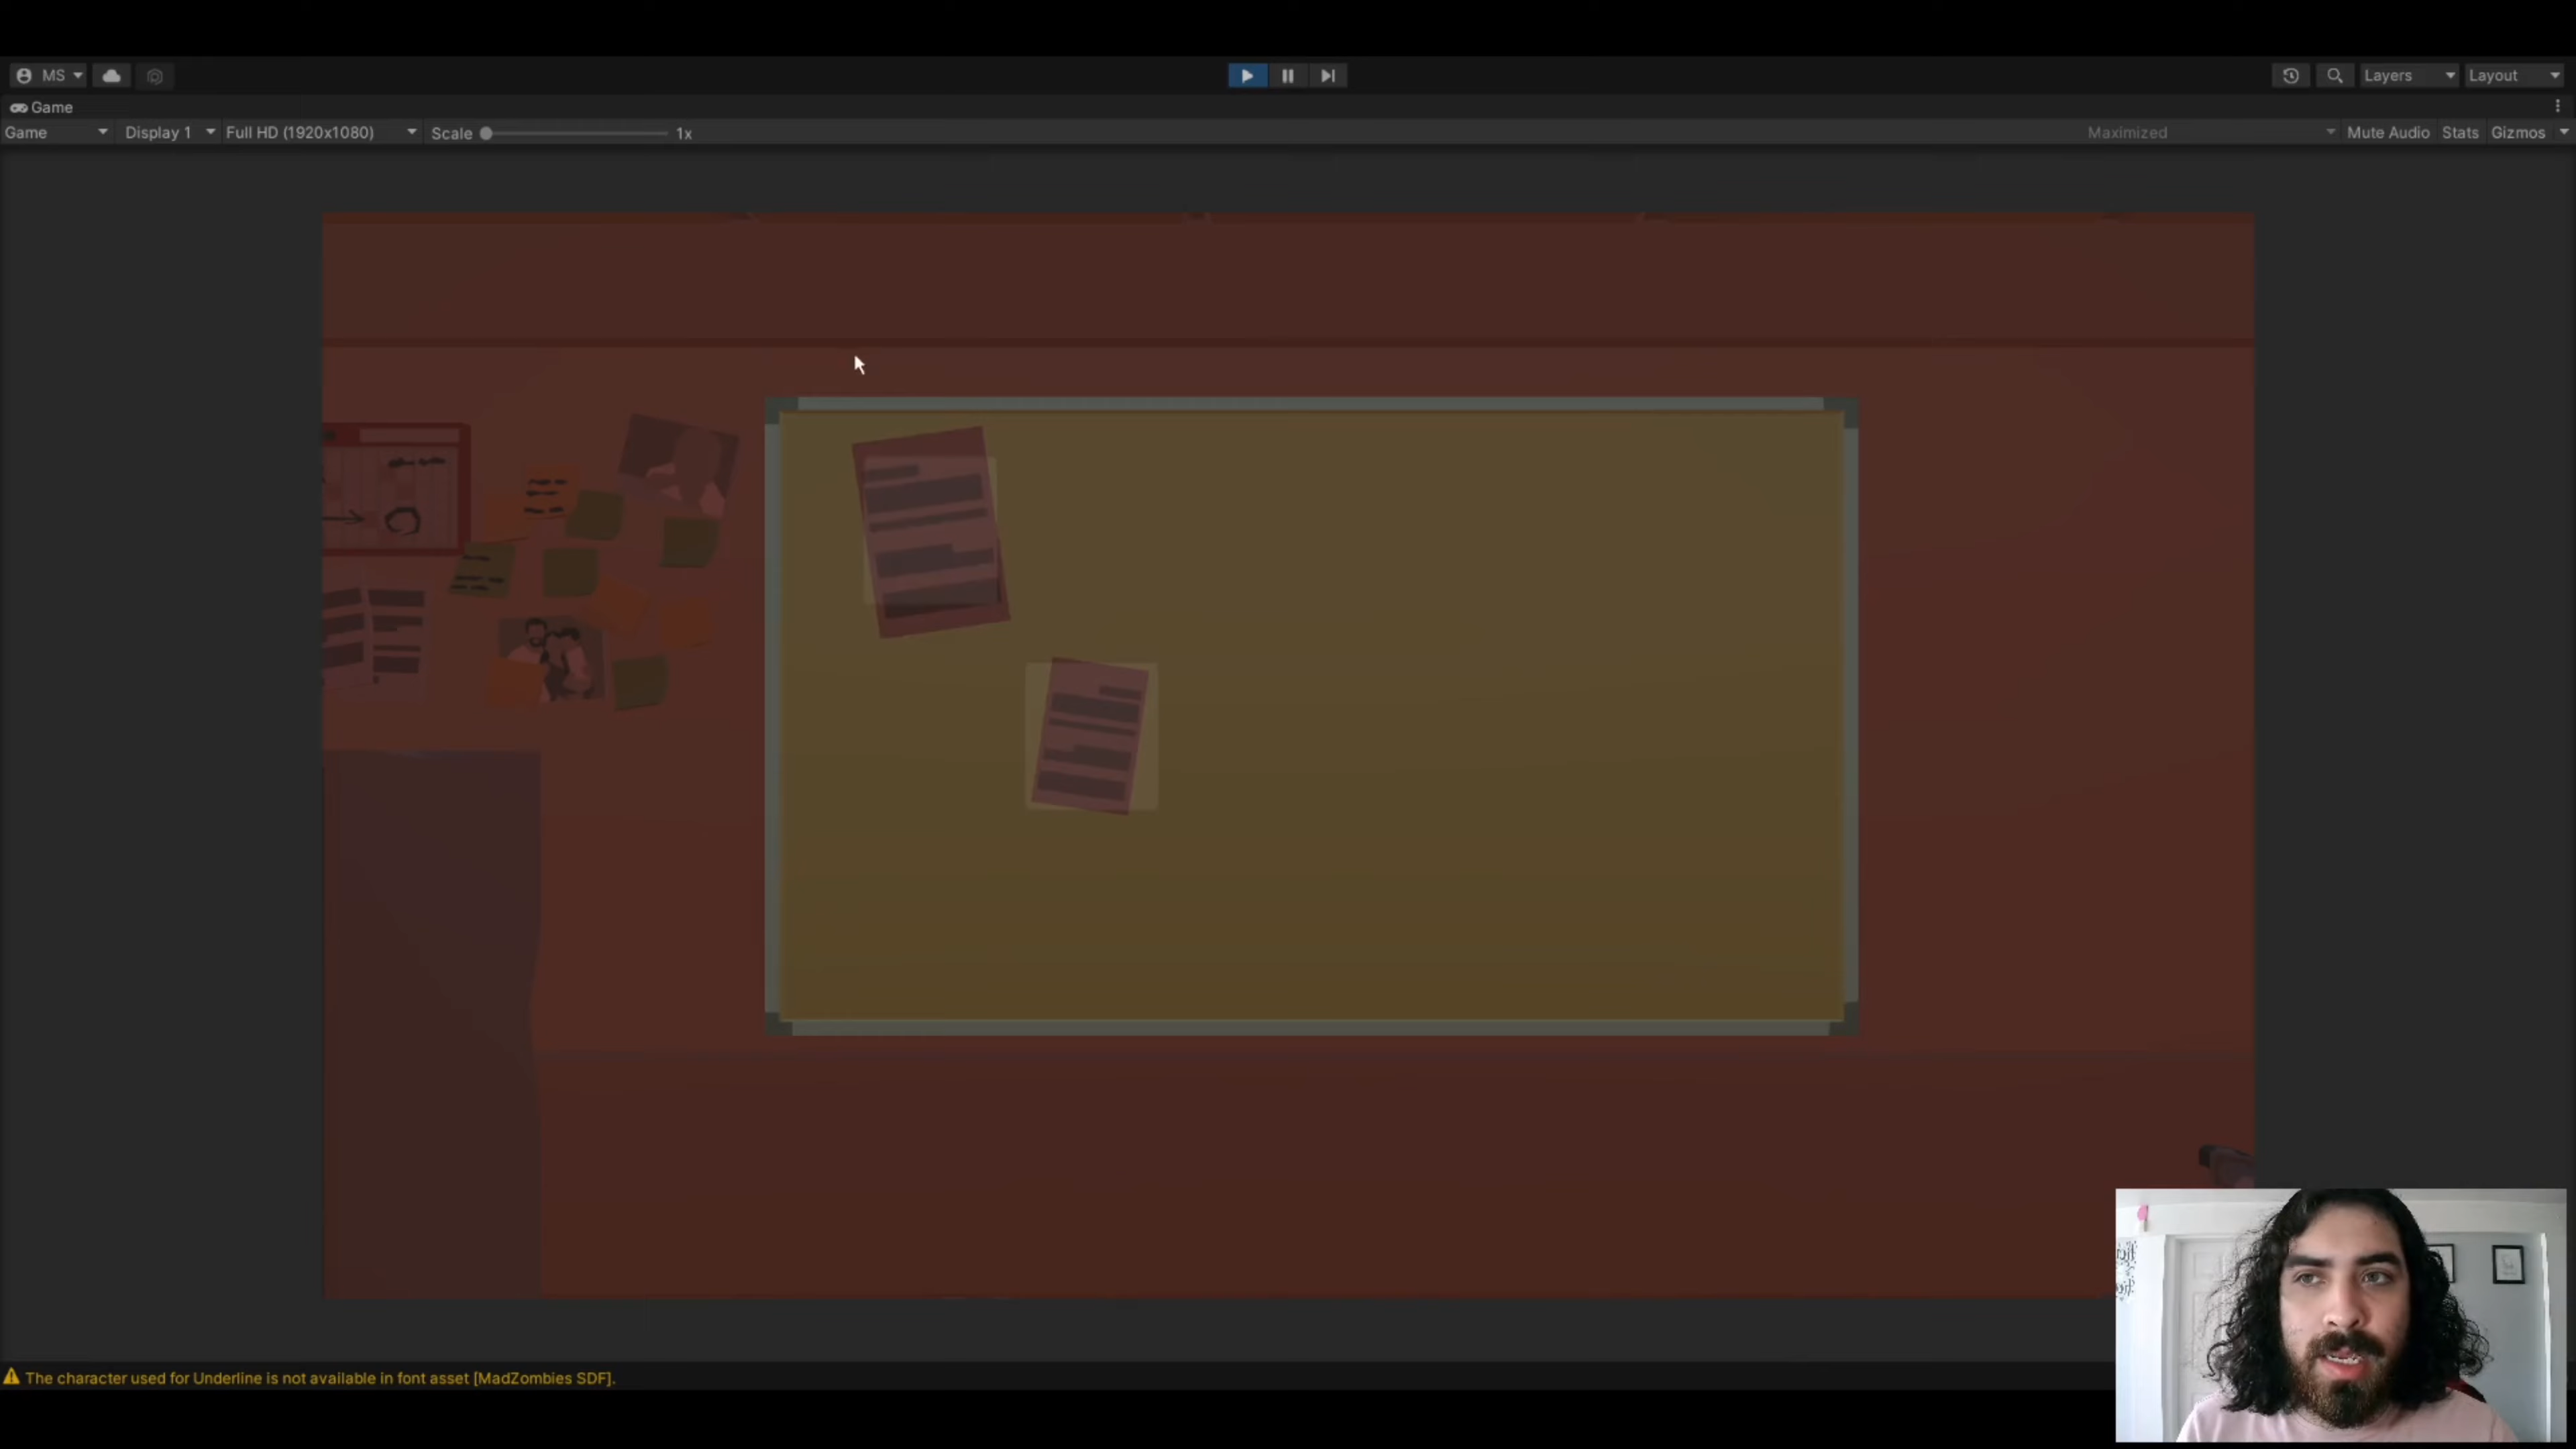 MS
Layers
Layout
Game
Game
Display 1
Full HD (1920x1080)
Scale
1x
Maximized
Mute Audio
Stats
Gizmos
The character used for Underline is not available in font asset [MadZombies SDF].